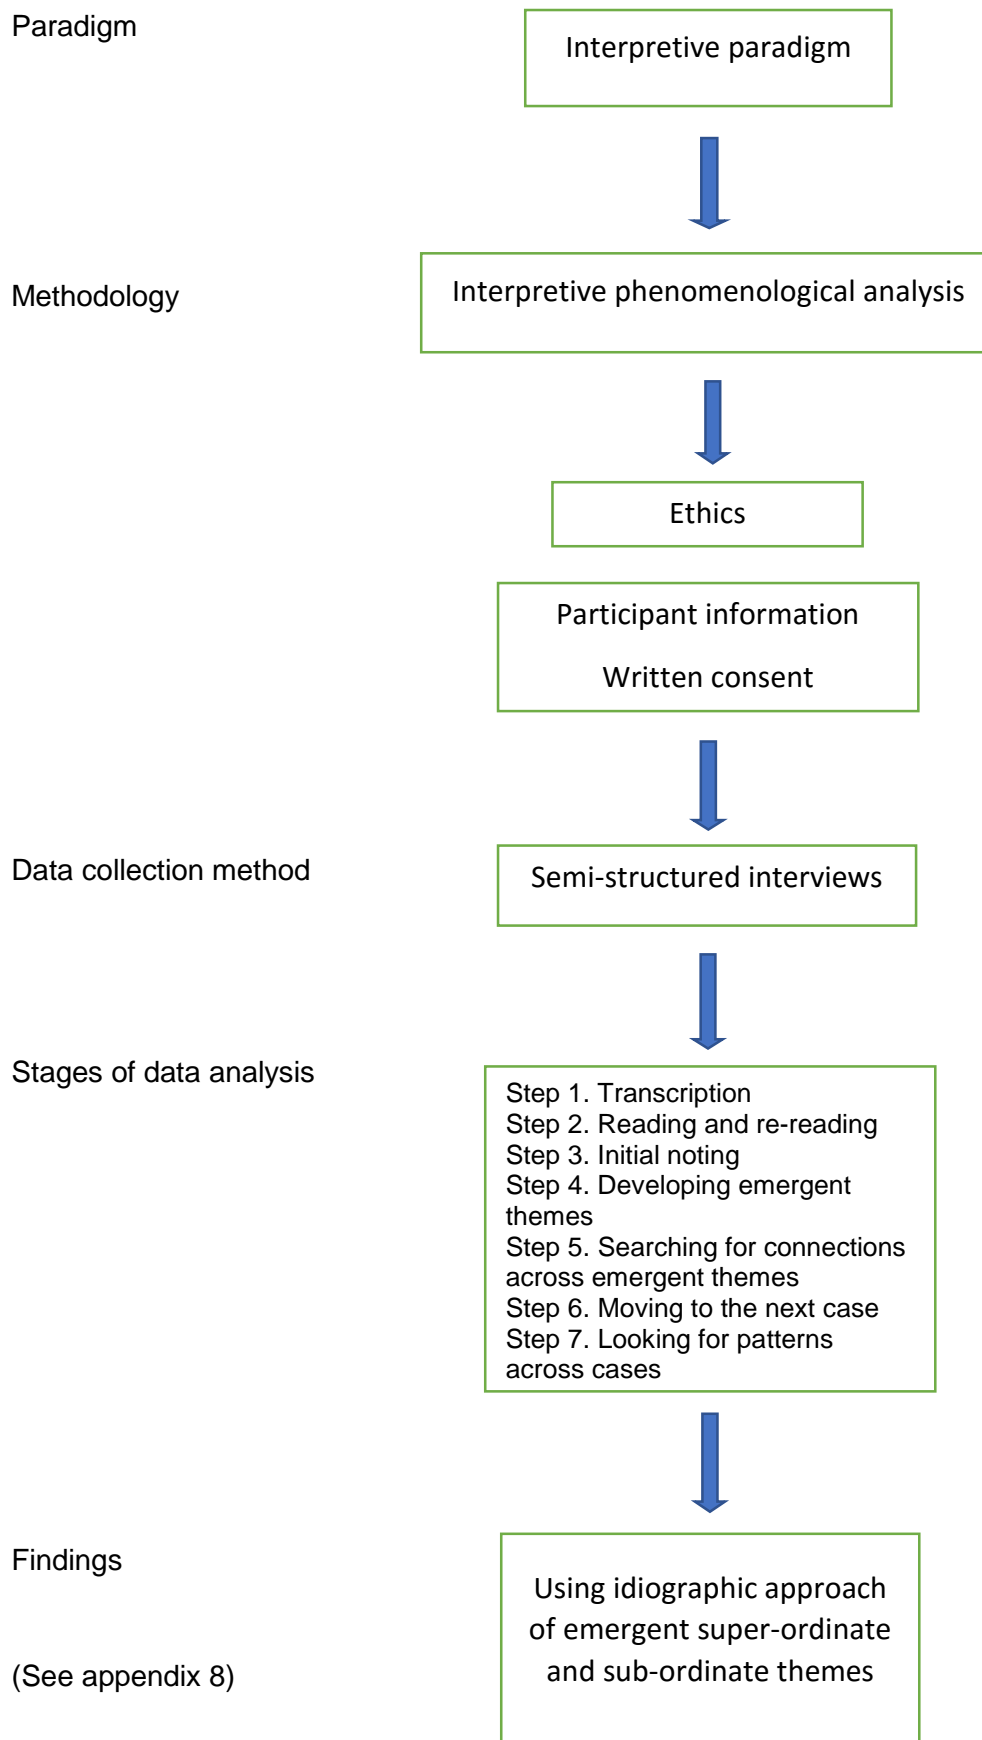 Paradigm
Interpretive paradigm
Methodology
Interpretive phenomenological analysis
Ethics
Participant information
Written consent
Data collection method
Semi-structured interviews
Stages of data analysis
Step 1. Transcription
Step 2. Reading and re-reading
Step 3. Initial noting
Step 4. Developing emergent
themes
Step 5. Searching for connections
across emergent themes
Step 6. Moving to the next case
Step 7. Looking for patterns
across cases
Findings
(See appendix 8)
Using idiographic approach
of emergent super-ordinate
and sub-ordinate themes